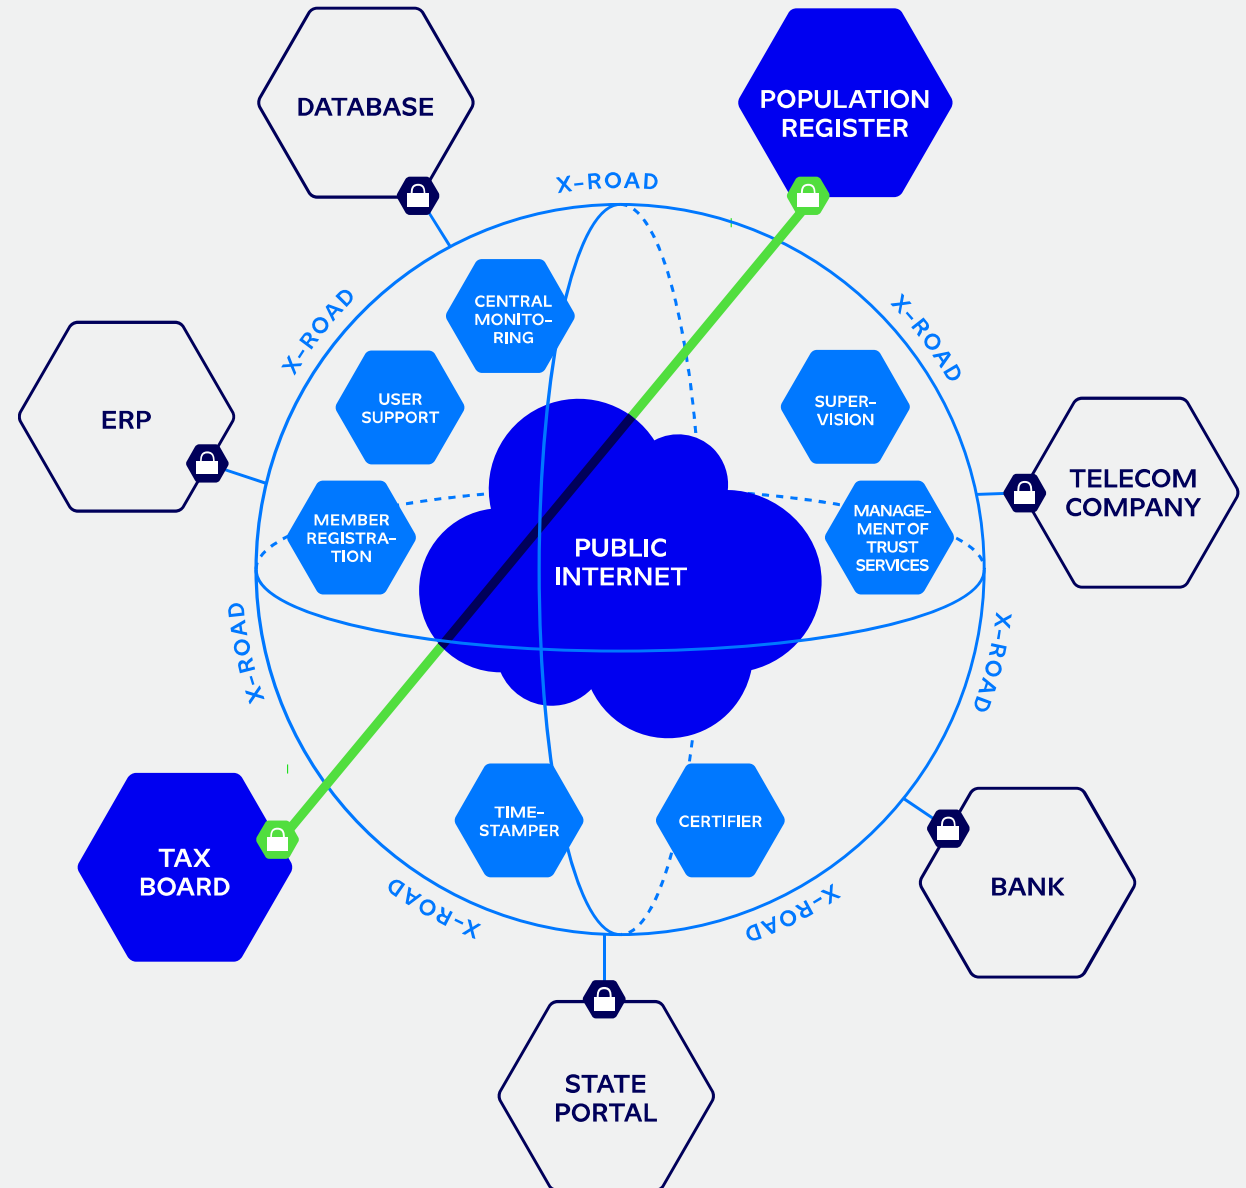 DATABASE
POPULATION
REGISTER
X-ROAD
X-ROAD
X-ROAD
CENTRAL
MONITO-
RING
USER
SUPPORT
SUPER-
VISION
ERP
TELECOM
COMPANY
MEMBER
REGISTRA-
TION
MANAGE-
MENT OF
TRUST
SERVICES
PUBLIC
INTERNET
X-ROAD
X-ROAD
TIME-
STAMPER
CERTIFIER
TAX
BOARD
BANK
X-ROAD
X-ROAD
STATE
PORTAL